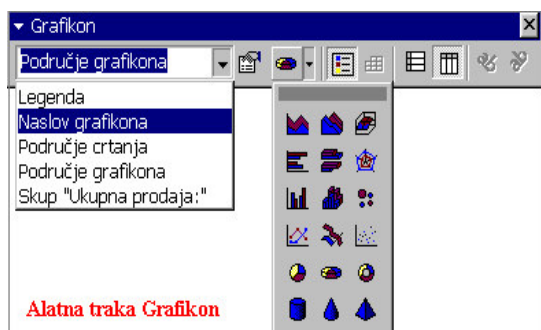 Grafikon
Područje grafikona
Legenda
Naslov grafikona
Područje crtanja
Područje grafikona
Skup "Ukupna prodaja:"
Alatna traka Grafikon